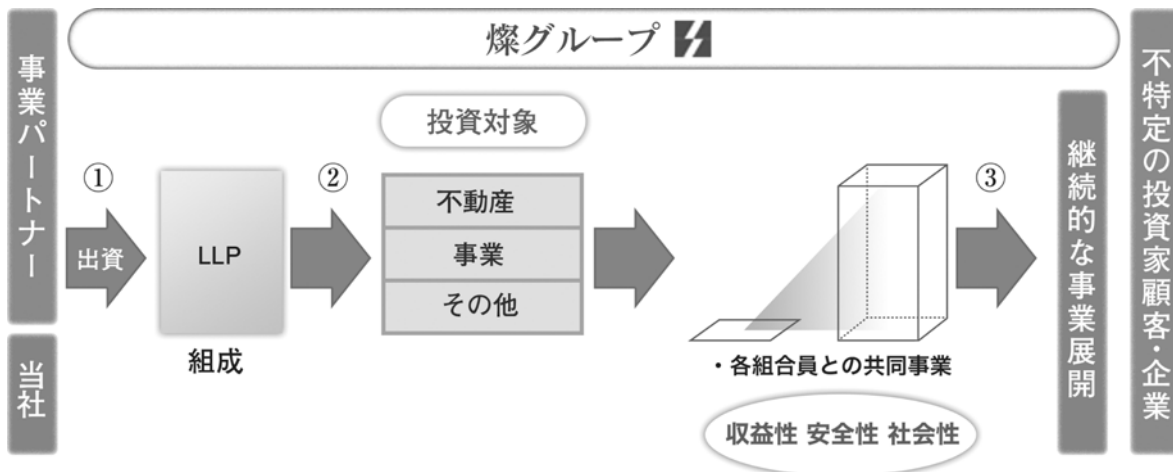 燦グループ
事業パートナー
当社
①
出資
LLP
組成
②
投資対象
不動産
事業
その他
・各組合員との共同事業
収益性 安全性 社会性
③
継続的な事業展開
不特定の投資家顧客・企業